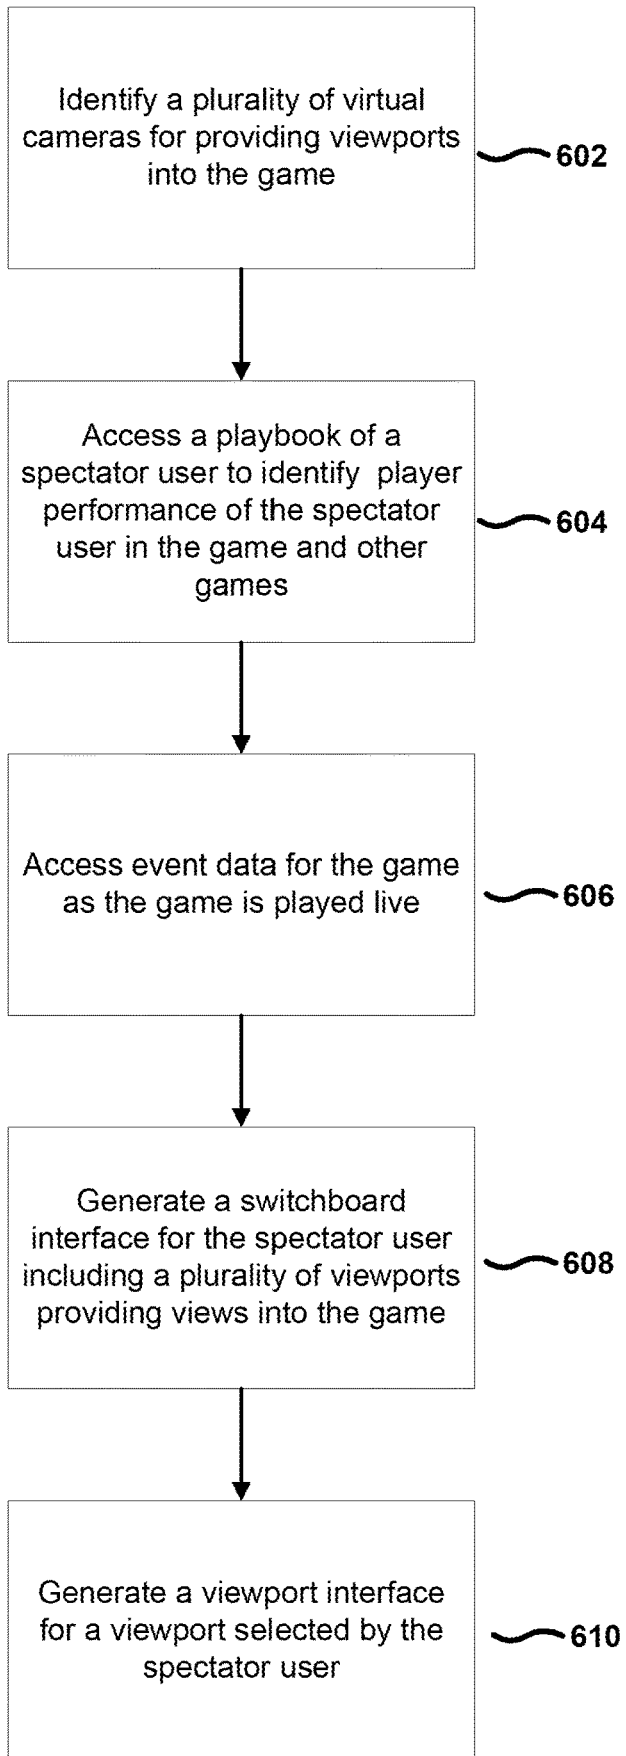 Identify a plurality of virtual
cameras for providing viewports
into the game
602
Access a playbook of a
spectator user to identify  player
performance of the spectator
user in the game and other
games
604
Access event data for the game
as the game is played live
606
Generate a switchboard
interface for the spectator user
including a plurality of viewports
providing views into the game
608
Generate a viewport interface
for a viewport selected by the
spectator user
610